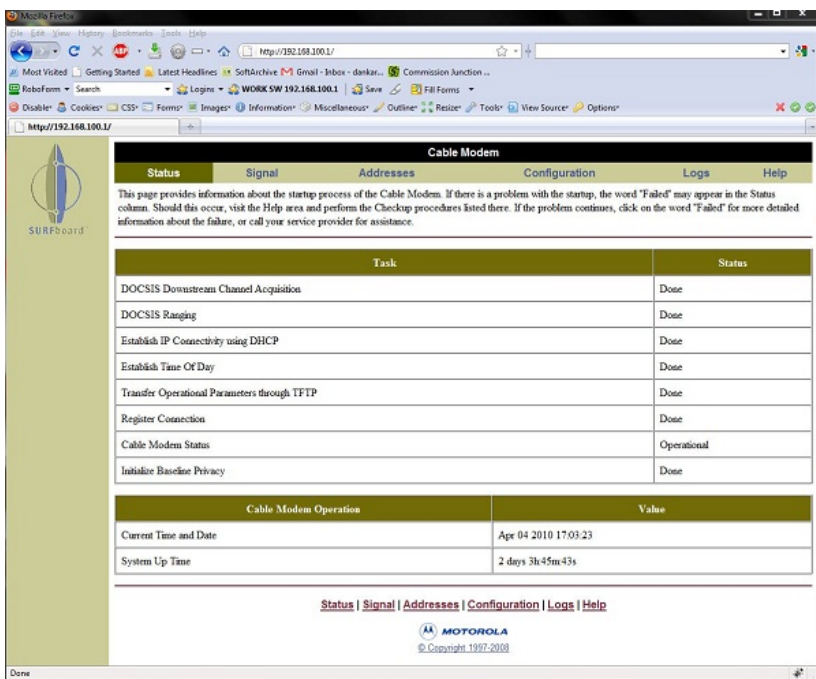 Mozilla Firefox
File Edit View History Bookmarks Tools Help
http://192.168.100.1/
Most Visited Getting Started Latest Headlines SoftArchive Gmail - Inbox - dankar... Commission Junction ...
RoboForm Search Logins WORK SW 192.168.100.1 Save Fill Forms
Disable Cookies CSS Forms Images Information Miscellaneous Outline Resize Tools View Source Options
http://192.168.100.1/
SURFboard
Cable Modem
Status Signal Addresses Configuration Logs Help
This page provides information about the startup process of the Cable Modem. If there is a problem with the startup, the word "Failed" may appear in the Status
column. Should this occur, visit the Help area and perform the Checkup procedures listed there. If the problem continues, click on the word "Failed" for more detailed
information about the failure, or call your service provider for assistance.
Task Status
DOCSIS Downstream Channel Acquisition Done
DOCSIS Ranging Done
Establish IP Connectivity using DHCP Done
Establish Time Of Day Done
Transfer Operational Parameters through TFTP Done
Register Connection Done
Cable Modem Status Operational
Initialize Baseline Privacy Done
Cable Modem Operation Value
Current Time and Date Apr 04 2010 17:03:23
System Up Time 2 days 3h:45m:43s
Status | Signal | Addresses | Configuration | Logs | Help
MOTOROLA
© Copyright 1997-2008
Done